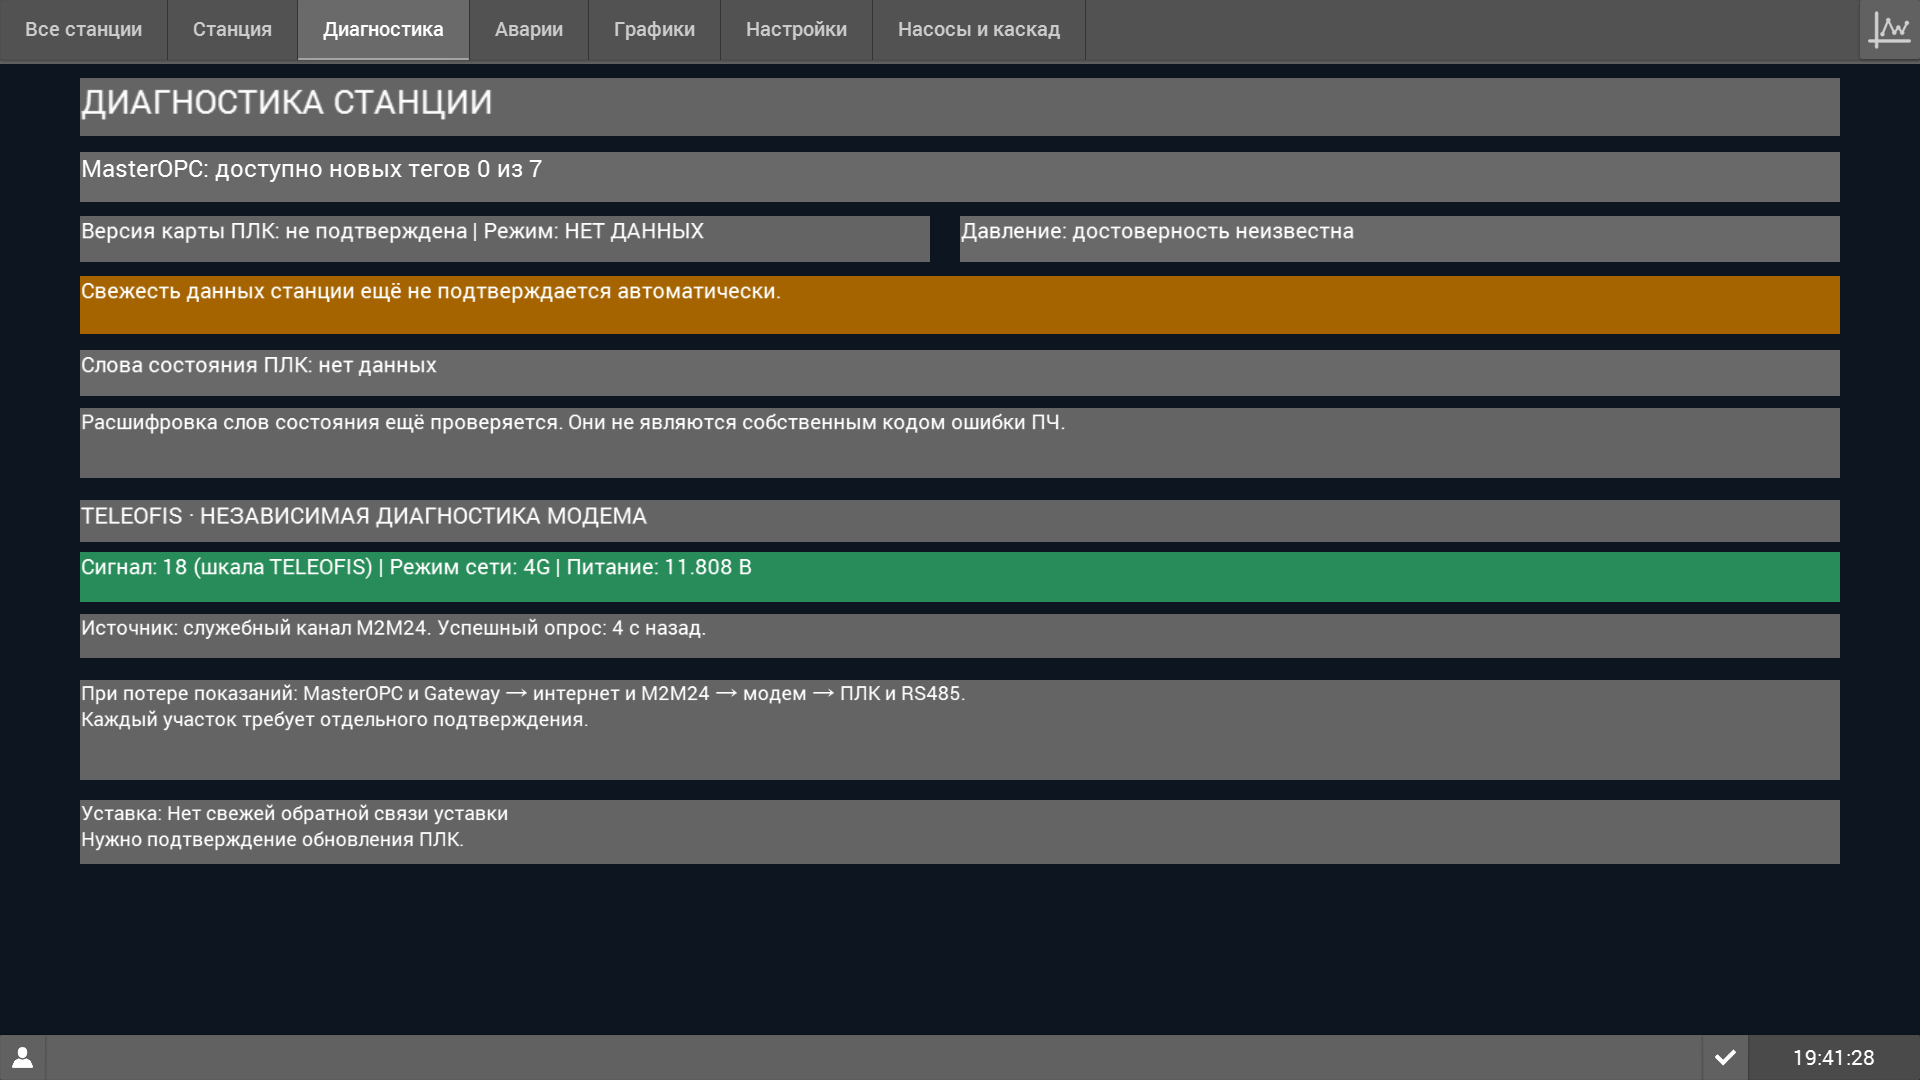 Все станции
Станция
Диагностика
Аварии
Графики
Настройки
Насосы и каскад
ДИАГНОСТИКА СТАНЦИИ
MasterOPC: доступно новых тегов 0 из 7
Версия карты ПЛК: не подтверждена | Режим: НЕТ ДАННЫХ
Давление: достоверность неизвестна
Свежесть данных станции ещё не подтверждается автоматически.
Слова состояния ПЛК: нет данных
Расшифровка слов состояния ещё проверяется. Они не являются собственным кодом ошибки ПЧ.
TELEOFIS · НЕЗАВИСИМАЯ ДИАГНОСТИКА МОДЕМА
Сигнал: 18 (шкала TELEOFIS) | Режим сети: 4G | Питание: 11.808 В
Источник: служебный канал M2M24. Успешный опрос: 4 с назад.
При потере показаний: MasterOPC и Gateway → интернет и M2M24 → модем → ПЛК и RS485.
Каждый участок требует отдельного подтверждения.
Уставка: Нет свежей обратной связи уставки
Нужно подтверждение обновления ПЛК.
19:41:28